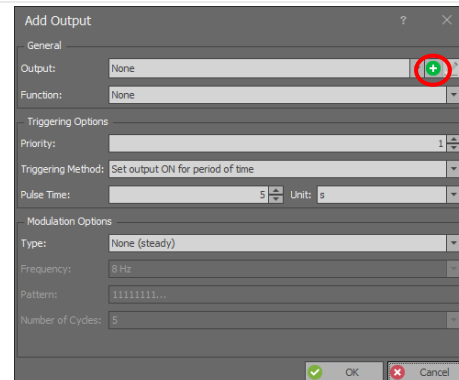 Add Output ?
General
Output: None
Function: None
Triggering Options
Priority: 1
Triggering Method: Set output ON for period of time
Pulse Time: 5 Unit: s
Modulation Options
Type: None (steady)
Frequency: 8 Hz
Pattern: 11111111...
Number of Cycles: 5
OK Cancel